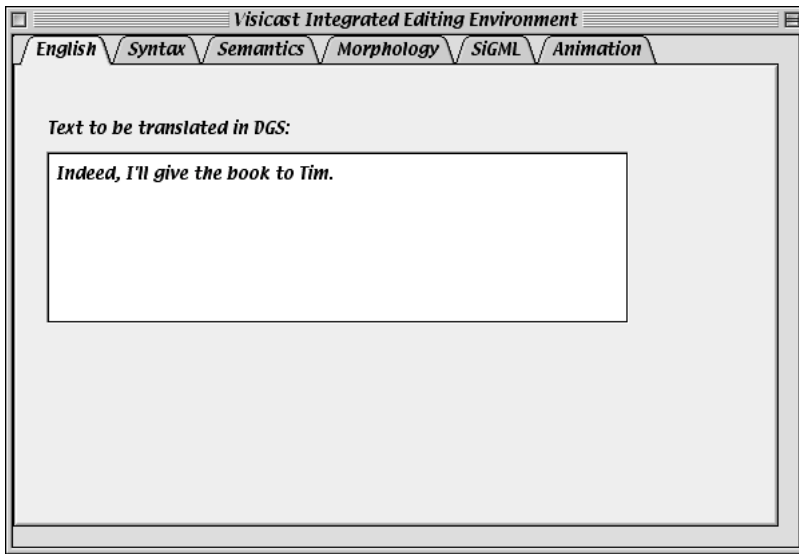 Visicast Integrated Editing Environment
English Syntax Semantics Morphology SiGML Animation
Text to be translated in DGS:
Indeed, I'll give the book to Tim.